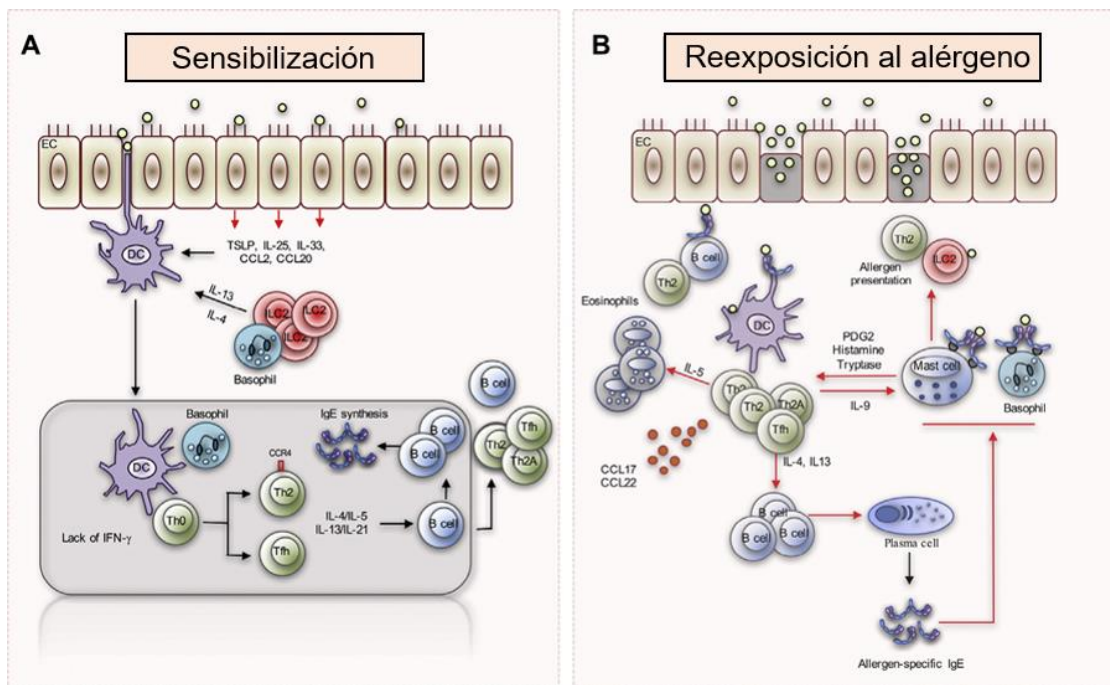 A
Sensibilización
EC
DC
TSLP, IL-25, IL-33,
CCL2, CCL20
IL-13
IL-4
ILC2
ILC2
ILC2
Basophil
Basophil
DC
Th0
Lack of IFN-γ
CCR4
Th2
Tfh
IgE synthesis
IL-4/IL-5
IL-13/IL-21
B cell
B cell
B cell
B cell
Tfh
Th2
Th2A
B
Reexposición al alérgeno
EC
B cell
Th2
Th2
ILC2
Allergen
presentation
Eosinophils
DC
PDG2
Histamine
Tryptase
Mast cell
Basophil
IL-5
IL-9
Th2
Th2
Th2A
Tfh
CCL17
CCL22
IL-4, IL13
B cell
B cell
B cell
Plasma cell
Allergen-specific IgE